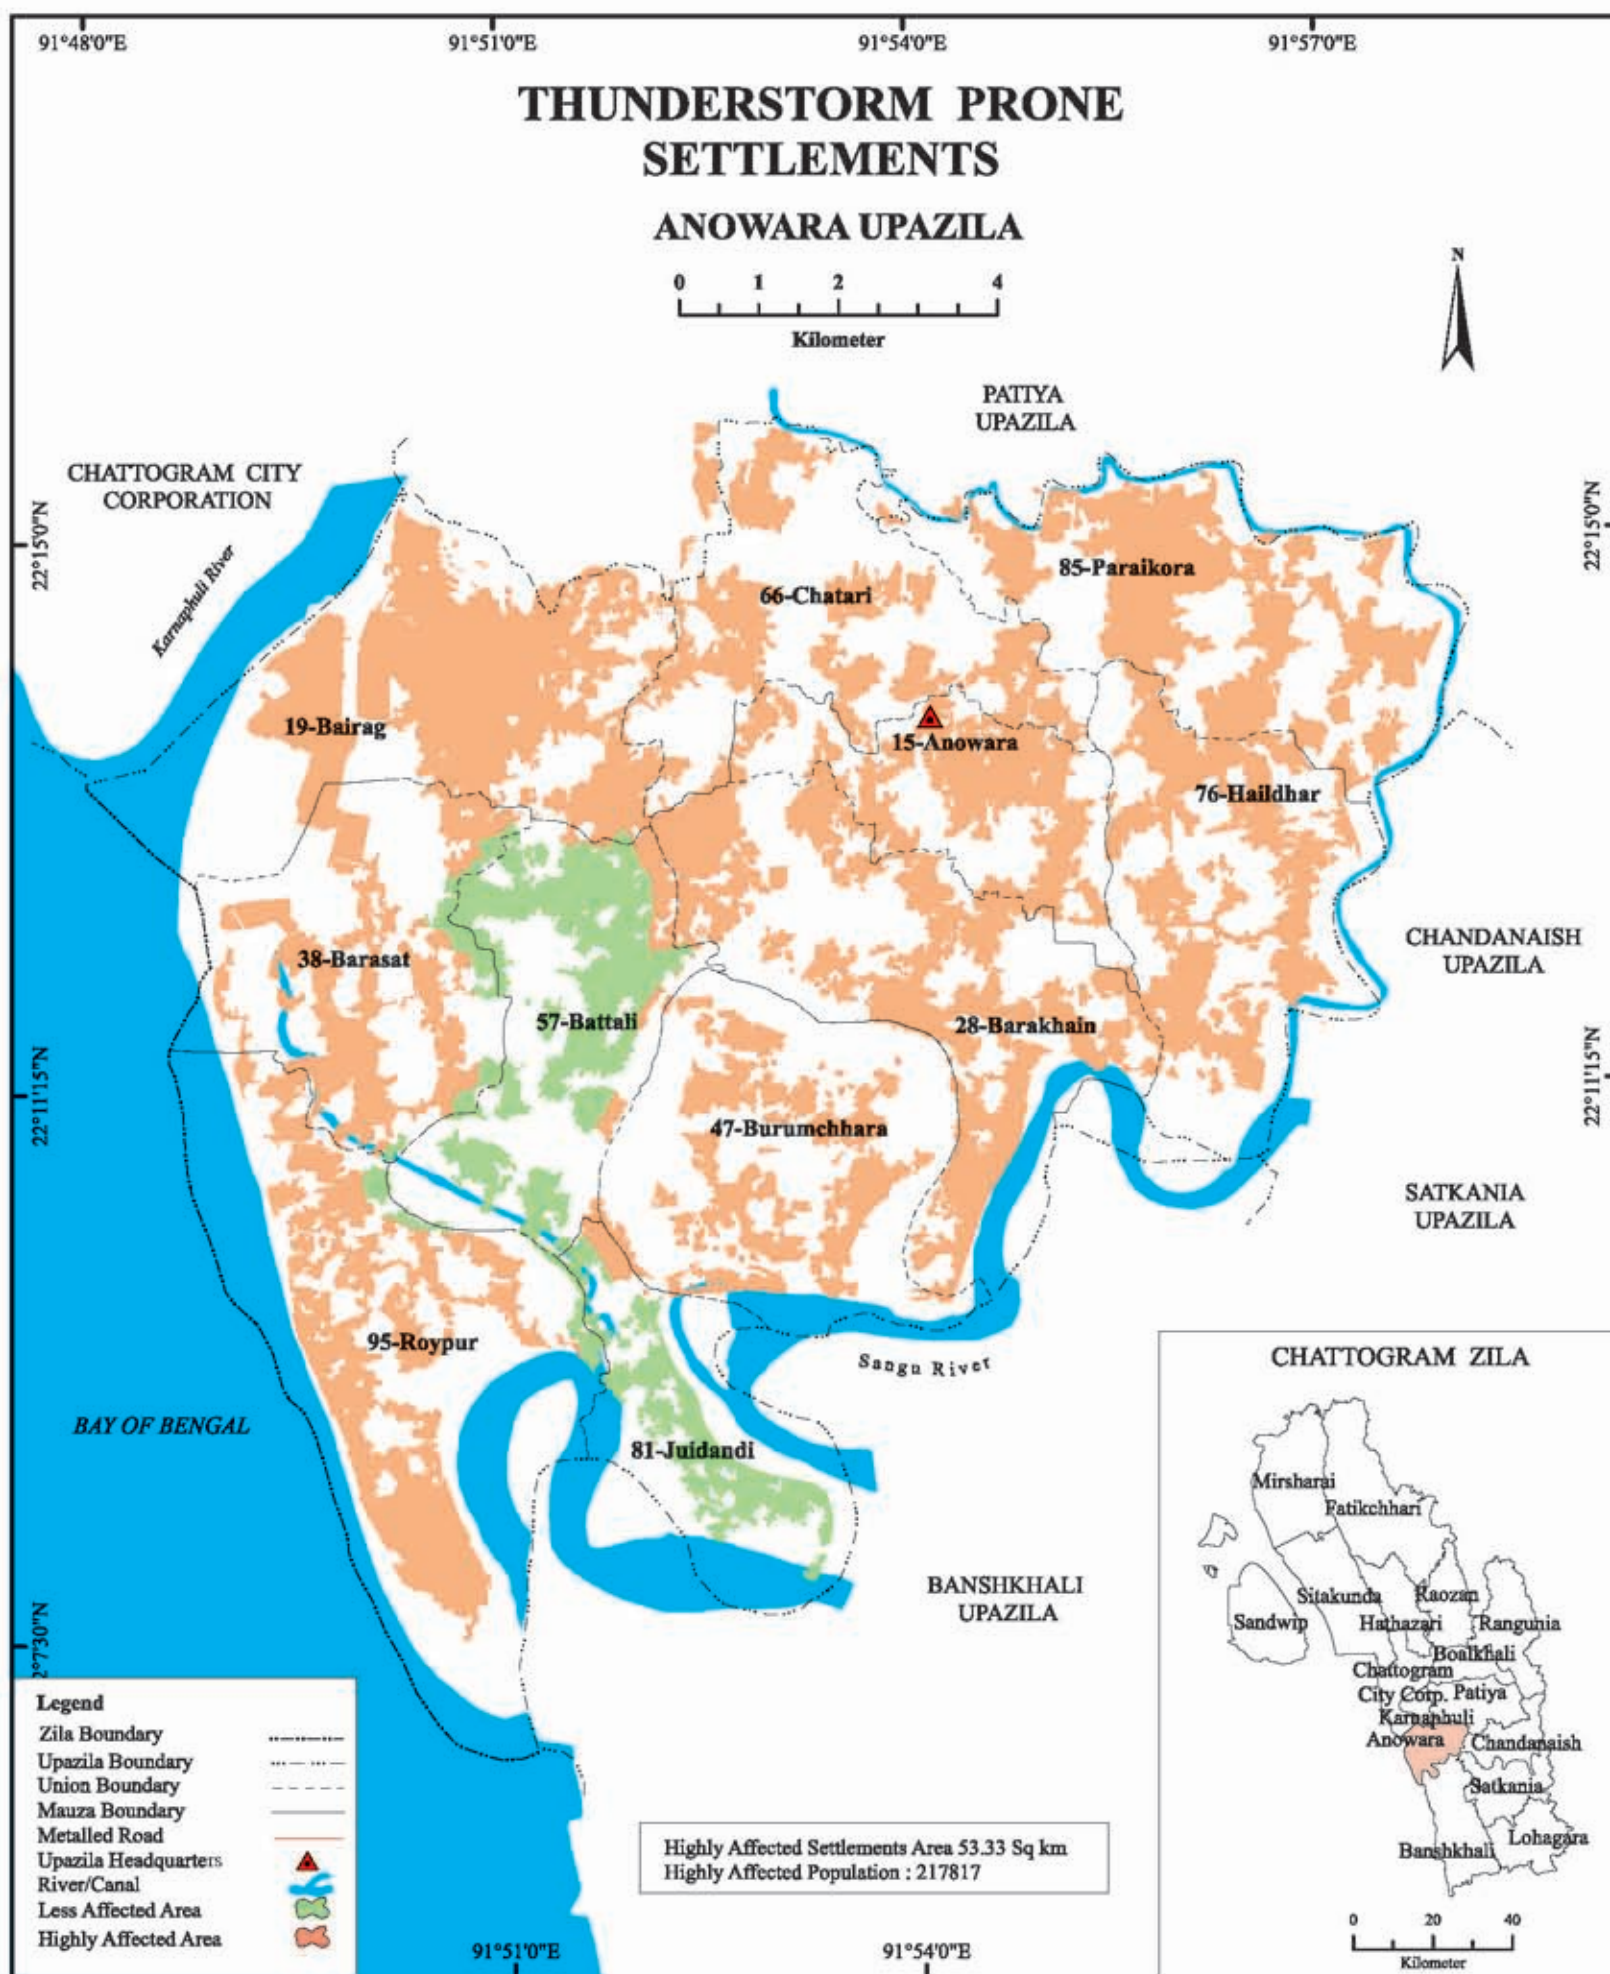 91°48'0"E
91°51'0"E
91°54'0"E
91°57'0"E
THUNDERSTORM PRONE
SETTLEMENTS
ANOWARA UPAZILA
0 1 2 4
Kilometer
N
PATIYA
UPAZILA
CHATTOGRAM CITY
CORPORATION
Karnaphuli River
22°15'0"N
22°15'0"N
85-Paraikora
66-Chatari
19-Bairag
15-Anowara
76-Haildhar
38-Barasat
CHANDANAISH
UPAZILA
57-Battali
28-Barakhain
22°11'15"N
22°11'15"N
47-Burumchhara
SATKANIA
UPAZILA
95-Roypur
Sangu River
BAY OF BENGAL
81-Juidandi
BANSHKHALI
UPAZILA
2°7'30"N
Legend
Zila Boundary
Upazila Boundary
Union Boundary
Mauza Boundary
Metalled Road
Upazila Headquarters
River/Canal
Less Affected Area
Highly Affected Area
Highly Affected Settlements Area 53.33 Sq km
Highly Affected Population : 217817
91°51'0"E
91°54'0"E
CHATTOGRAM ZILA
Mirsharai
Fatikchhari
Sitakunda
Raozan
Sandwip
Hathazari
Rangunia
Boalkhali
Chattogram
City Corp.
Patiya
Karnaphuli
Anowara
Chandanaish
Satkania
Lohagara
Banshkhali
0 20 40
Kilometer